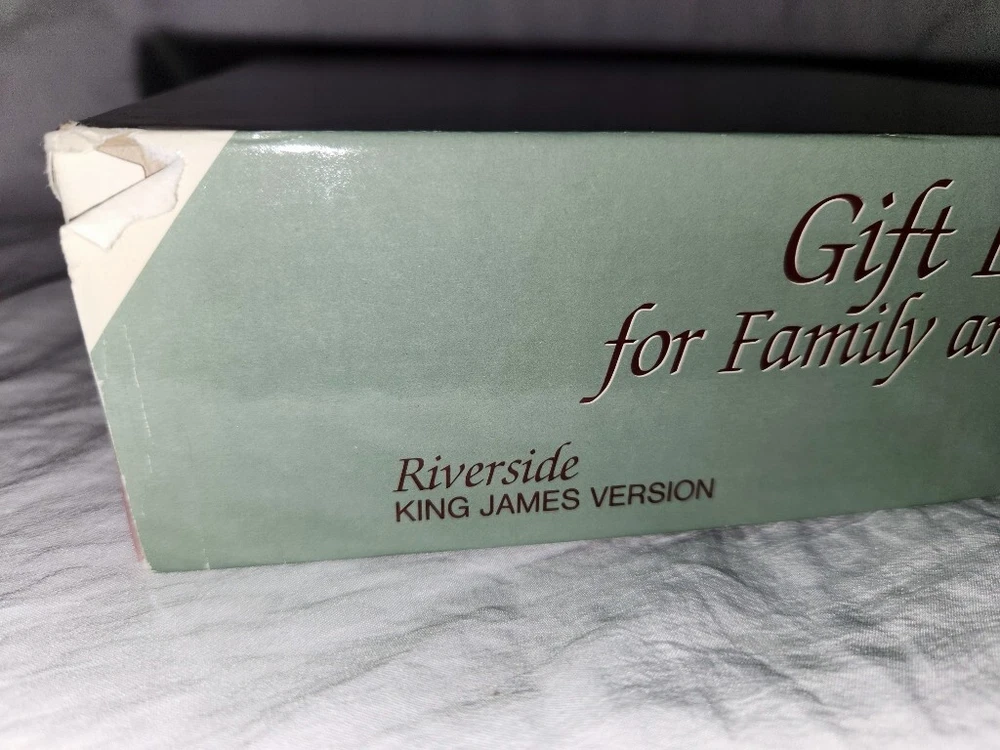 Gift
for Family
Riverside
KING JAMES VERSION